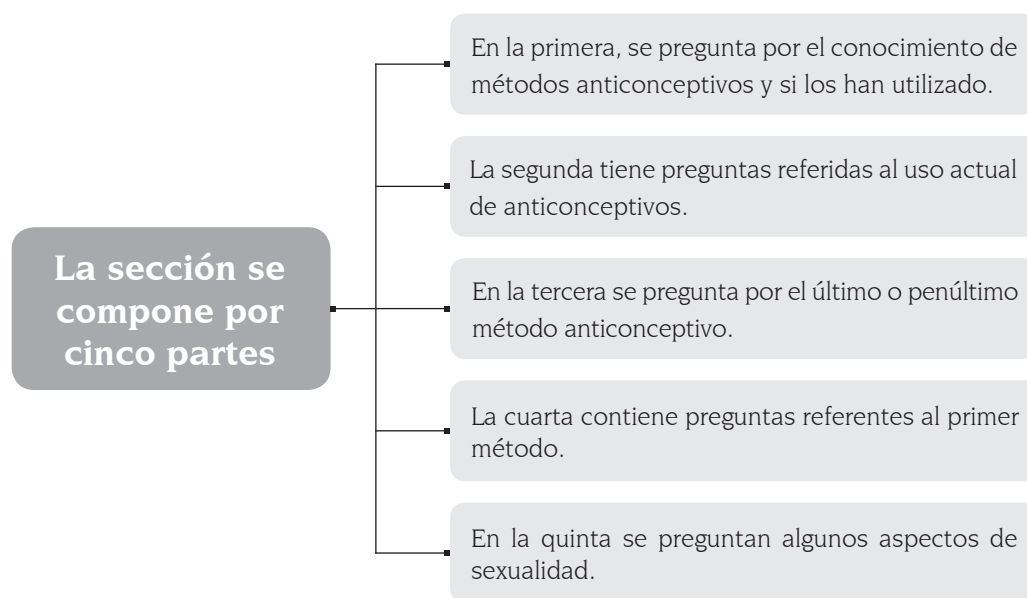 En la primera, se pregunta por el conocimiento de
métodos anticonceptivos y si los han utilizado.
La segunda tiene preguntas referidas al uso actual
de anticonceptivos.
La sección se
compone por
cinco partes
En la tercera se pregunta por el último o penúltimo
método anticonceptivo.
La cuarta contiene preguntas referentes al primer
método.
En la quinta se preguntan algunos aspectos de
sexualidad.